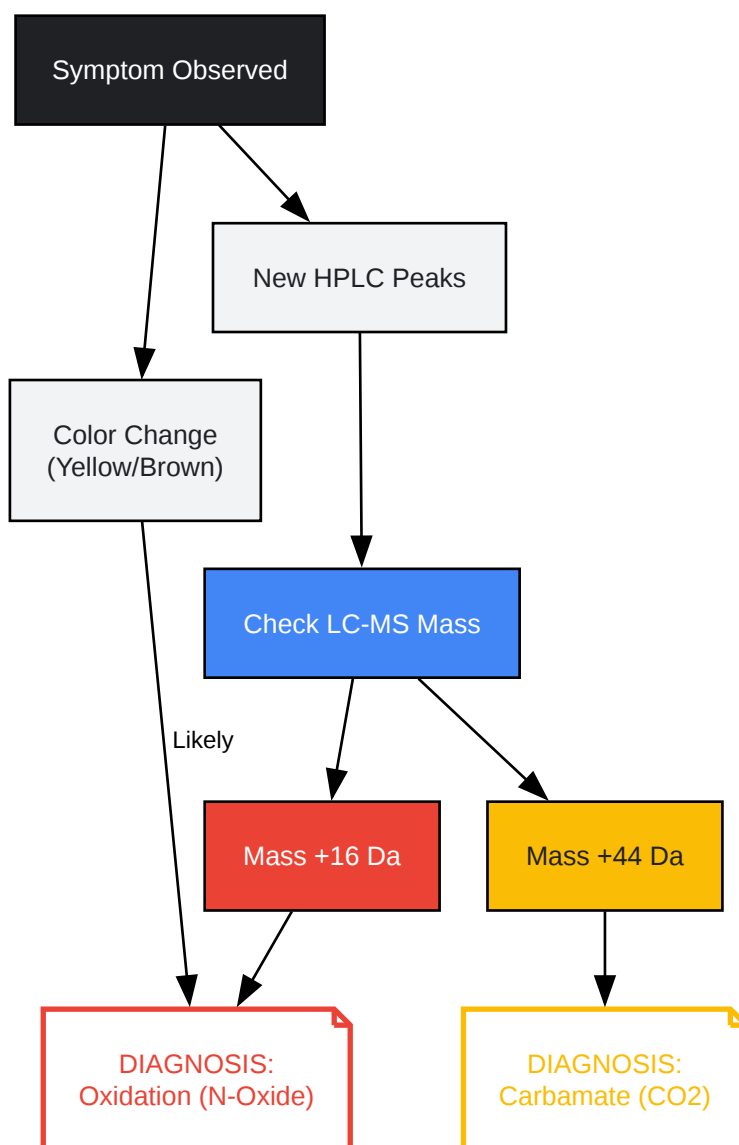 Symptom Observed
New HPLC Peaks
Color Change
(Yellow/Brown)
Check LC-MS Mass
Likely
Mass +16 Da
Mass +44 Da
DIAGNOSIS:
Oxidation (N-Oxide)
DIAGNOSIS:
Carbamate (CO2)